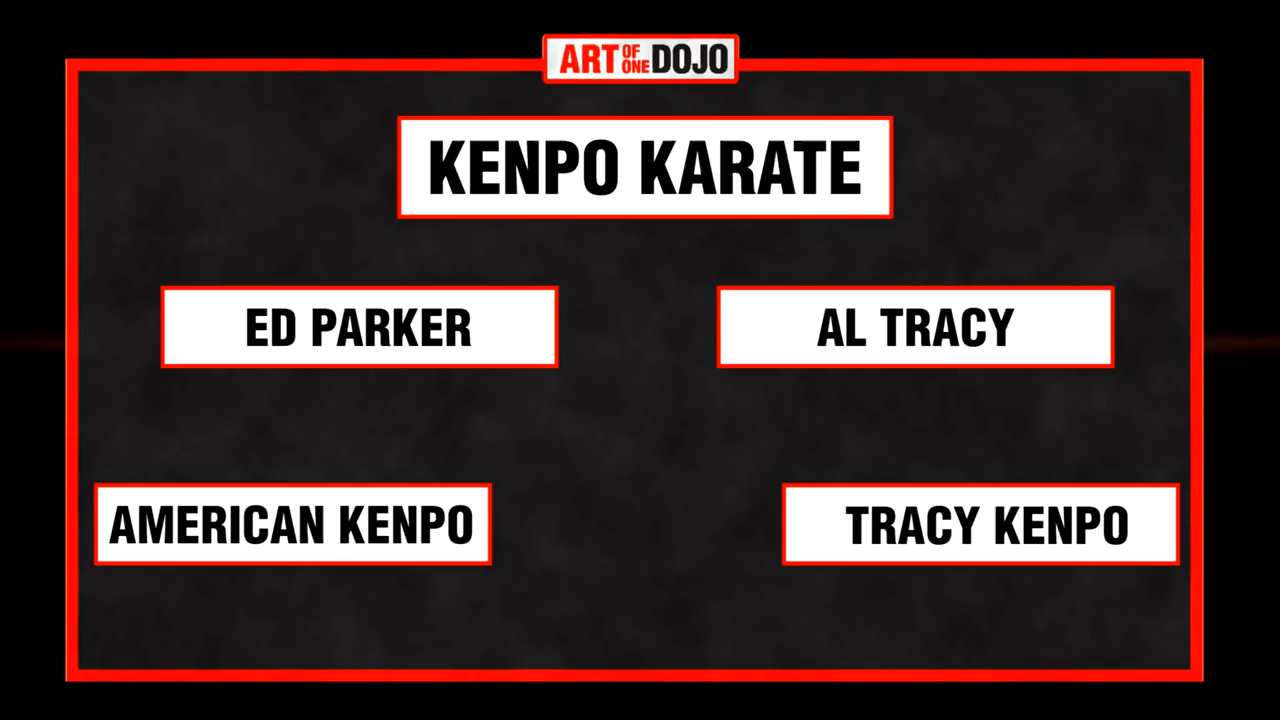 ART OF ONE DOJO
KENPO KARATE
ED PARKER
AL TRACY
AMERICAN KENPO
TRACY KENPO